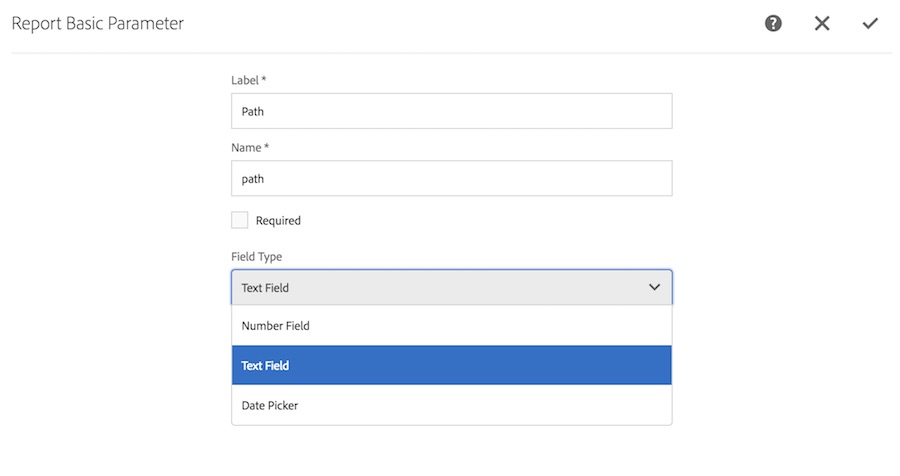 Report Basic Parameter
Label *
Path
Name *
path
Required
Field Type
Text Field
Number Field
Text Field
Date Picker